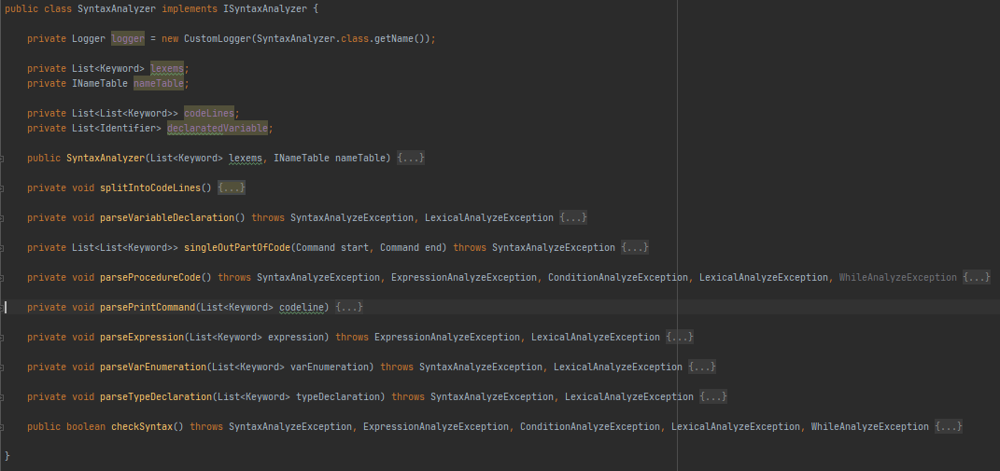 public class SyntaxAnalyzer implements ISyntaxAnalyzer {
private Logger logger = new CustomLogger(SyntaxAnalyzer.class.getName());
private List<Keyword> lexems;
private INameTable nameTable;
private List<List<Keyword>> codeLines;
private List<Identifier> declaratedVariable;
public SyntaxAnalyzer(List<Keyword> lexems, INameTable nameTable) {...}
private void splitIntoCodeLines() {...}
private void parseVariableDeclaration() throws SyntaxAnalyzeException, LexicalAnalyzeException {...}
private List<List<Keyword>> singleOutPartOfCode(Command start, Command end) throws SyntaxAnalyzeException {...}
private void parseProcedureCode() throws SyntaxAnalyzeException, ExpressionAnalyzeException, ConditionAnalyzeException, LexicalAnalyzeException, WhileAnalyzeException {...}
private void parsePrintCommand(List<Keyword> codeline) {...}
private void parseExpression(List<Keyword> expression) throws ExpressionAnalyzeException, LexicalAnalyzeException {...}
private void parseVarEnumeration(List<Keyword> varEnumeration) throws SyntaxAnalyzeException, LexicalAnalyzeException {...}
private void parseTypeDeclaration(List<Keyword> typeDeclaration) throws SyntaxAnalyzeException, LexicalAnalyzeException {...}
public boolean checkSyntax() throws SyntaxAnalyzeException, ExpressionAnalyzeException, ConditionAnalyzeException, LexicalAnalyzeException, WhileAnalyzeException {...}
}